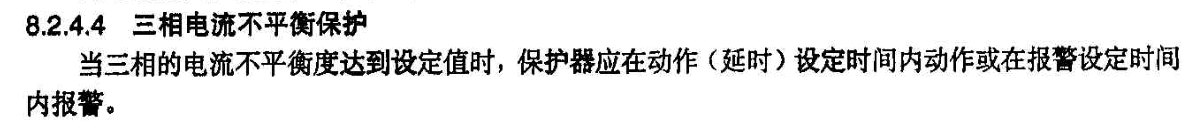 8.2.4.4 三相电流不平衡保护
当三相的电流不平衡度达到设定值时，保护器应在动作（延时）设定时间内动作或在报警设定时间
内报警。